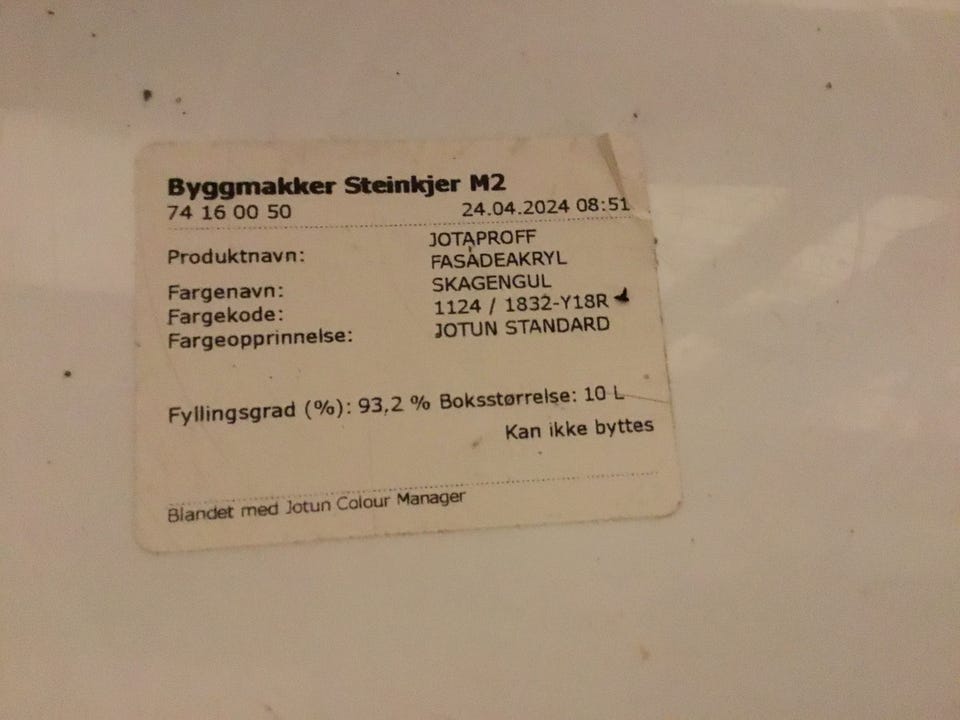 Byggmakker Steinkjer M2
74 16 00 50 24.04.2024 08:51
Produktnavn: JOTAPROFF
FASADEAKRYL
Fargenavn: SKAGENGUL
Fargekode: 1124 / 1832-Y18R
Fargeopprinnelse: JOTUN STANDARD
Fyllingsgrad (%): 93,2 % Boksstørrelse: 10 L
Kan ikke byttes
Blandet med Jotun Colour Manager